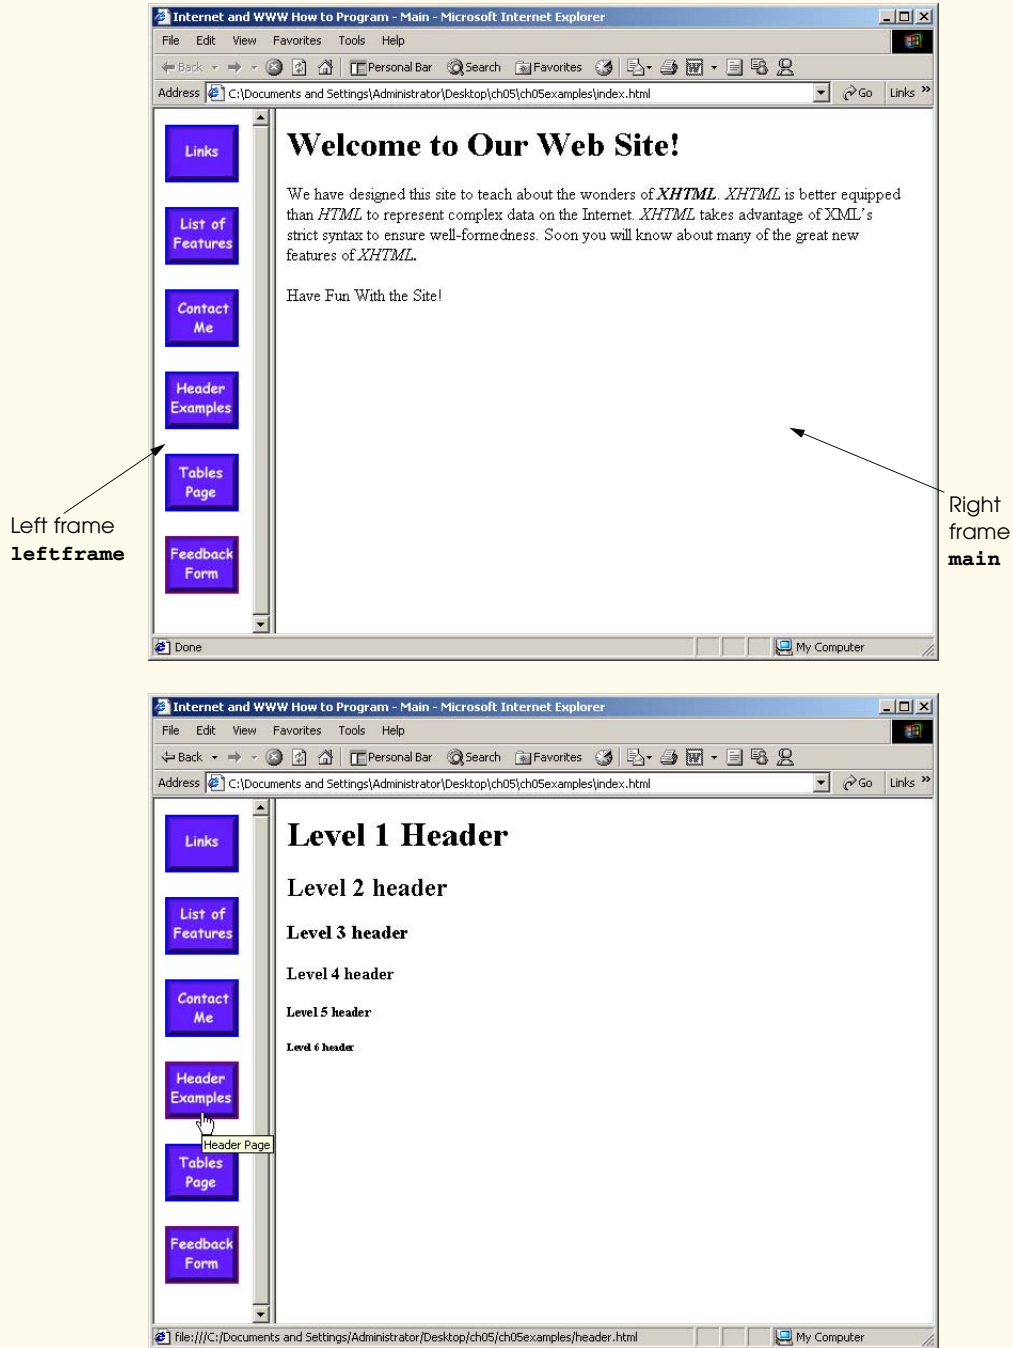 Internet and WWW How to Program - Main - Microsoft Internet Explorer
File Edit View Favorites Tools Help
Back Personal Bar Search Favorites
Address C:\Documents and Settings\Administrator\Desktop\ch05\ch05examples\index.html Go Links »
Links
List of
Features
Contact
Me
Header
Examples
Tables
Page
Feedback
Form
Welcome to Our Web Site!
We have designed this site to teach about the wonders of XHTML. XHTML is better equipped
than HTML to represent complex data on the Internet. XHTML takes advantage of XML's
strict syntax to ensure well-formedness. Soon you will know about many of the great new
features of XHTML.
Have Fun With the Site!
Left frame
leftframe
Right
frame
main
Done My Computer
Internet and WWW How to Program - Main - Microsoft Internet Explorer
File Edit View Favorites Tools Help
Back Personal Bar Search Favorites
Address C:\Documents and Settings\Administrator\Desktop\ch05\ch05examples\index.html Go Links »
Links
List of
Features
Contact
Me
Header
Examples
Header Page
Tables
Page
Feedback
Form
Level 1 Header
Level 2 header
Level 3 header
Level 4 header
Level 5 header
Level 6 header
file:///C:/Documents and Settings/Administrator/Desktop/ch05/ch05examples/header.html My Computer